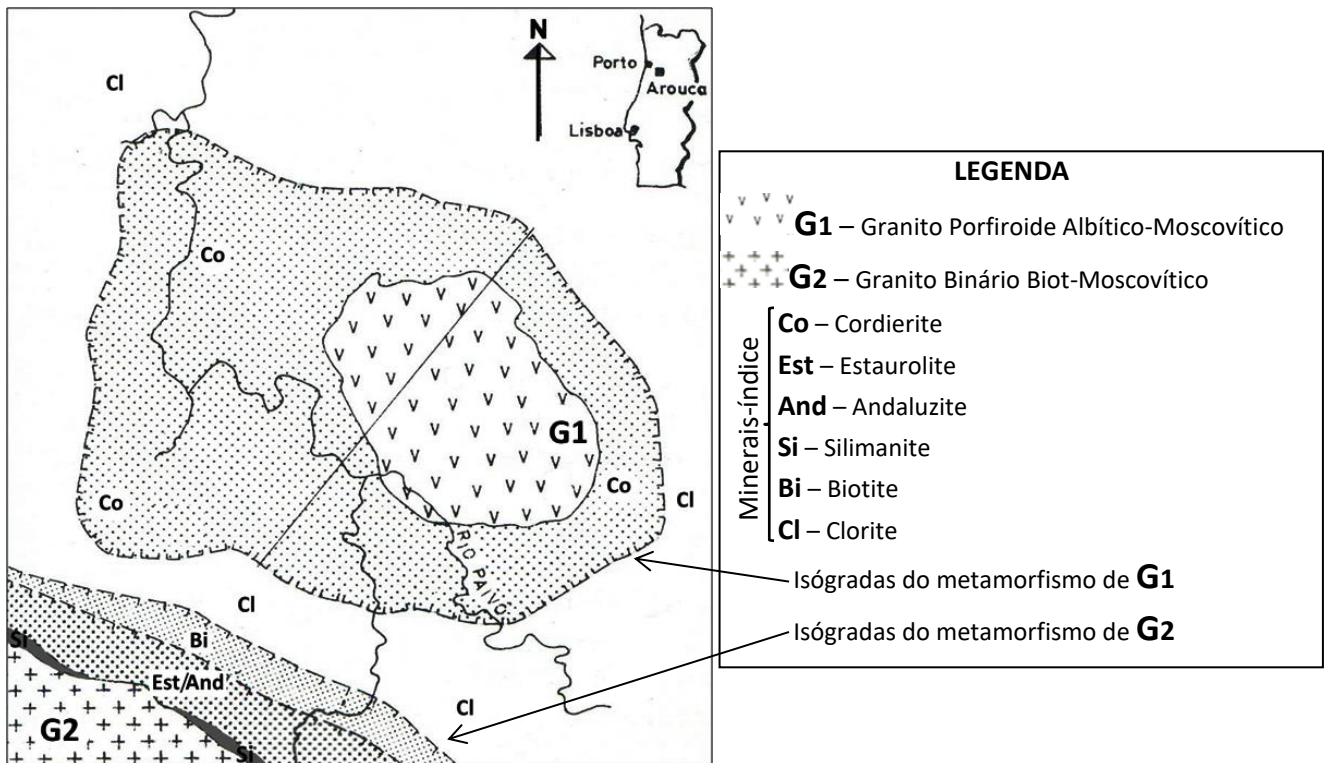 N
Porto
Arouca
Lisboa
Cl
Co
Co
Co
Cl
G1
RIO PAIVÔ
Cl
Bi
Si
Est/And
Cl
G2
Si
LEGENDA
G1 – Granito Porfiroide Albítico-Moscovítico
G2 – Granito Binário Biot-Moscovítico
Minerais-índice
Co – Cordierite
Est – Estaurolite
And – Andaluzite
Si – Silimanite
Bi – Biotite
Cl – Clorite
Isógradas do metamorfismo de G1
Isógradas do metamorfismo de G2